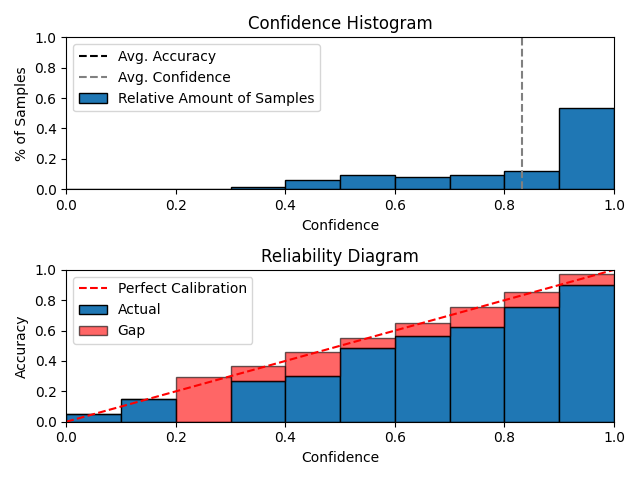 Confidence Histogram
1.0
0.8
0.6
0.4
0.2
0.0
% of Samples
Avg. Accuracy
Avg. Confidence
Relative Amount of Samples
0.0 0.2 0.4 0.6 0.8 1.0
Confidence
Reliability Diagram
1.0
0.8
0.6
0.4
0.2
0.0
Accuracy
Perfect Calibration
Actual
Gap
0.0 0.2 0.4 0.6 0.8 1.0
Confidence